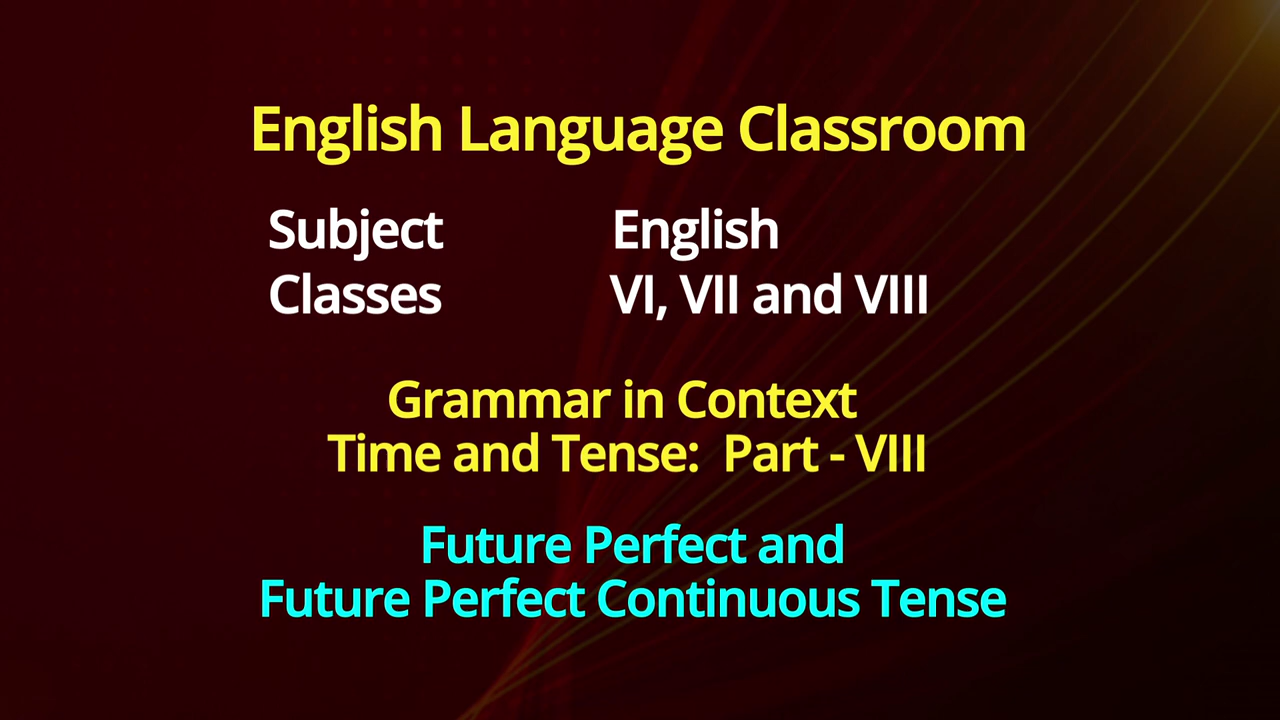 English Language Classroom
Subject English
Classes VI, VII and VIII
Grammar in Context
Time and Tense: Part - VIII
Future Perfect and
Future Perfect Continuous Tense